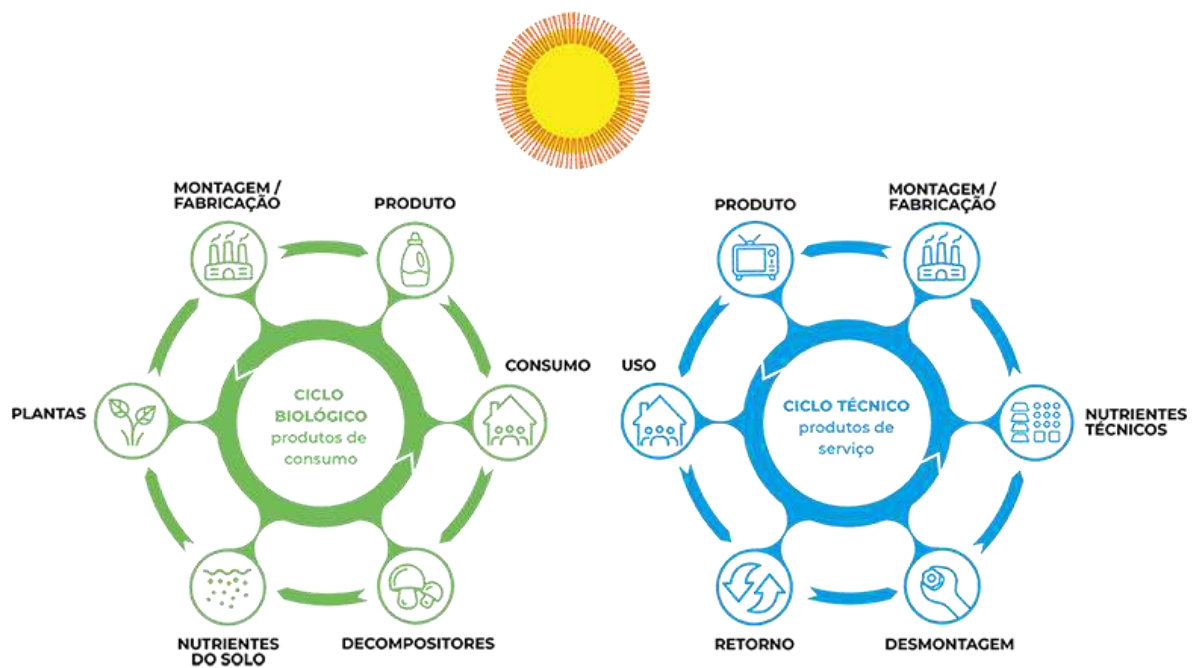 MONTAGEM /
FABRICAÇÃO
PRODUTO
CONSUMO
PLANTAS
CICLO
BIOLÓGICO
produtos de
consumo
NUTRIENTES
DO SOLO
DECOMPOSITORES
PRODUTO
MONTAGEM /
FABRICAÇÃO
USO
CICLO TÉCNICO
produtos de
serviço
NUTRIENTES
TÉCNICOS
RETORNO
DESMONTAGEM